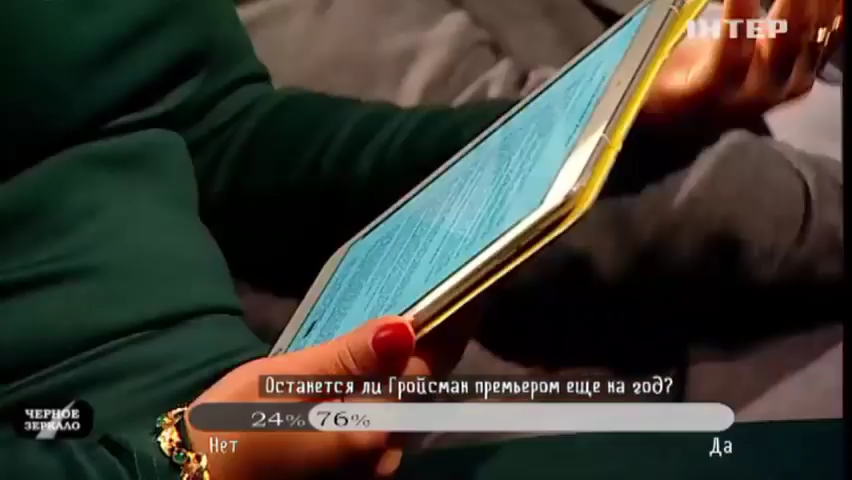 ІНТЕР
Останется ли Гройсман премьером еще на год?
ЧЕРНОЕ
ЗЕРКАЛО
24% 76%
Нет
Да